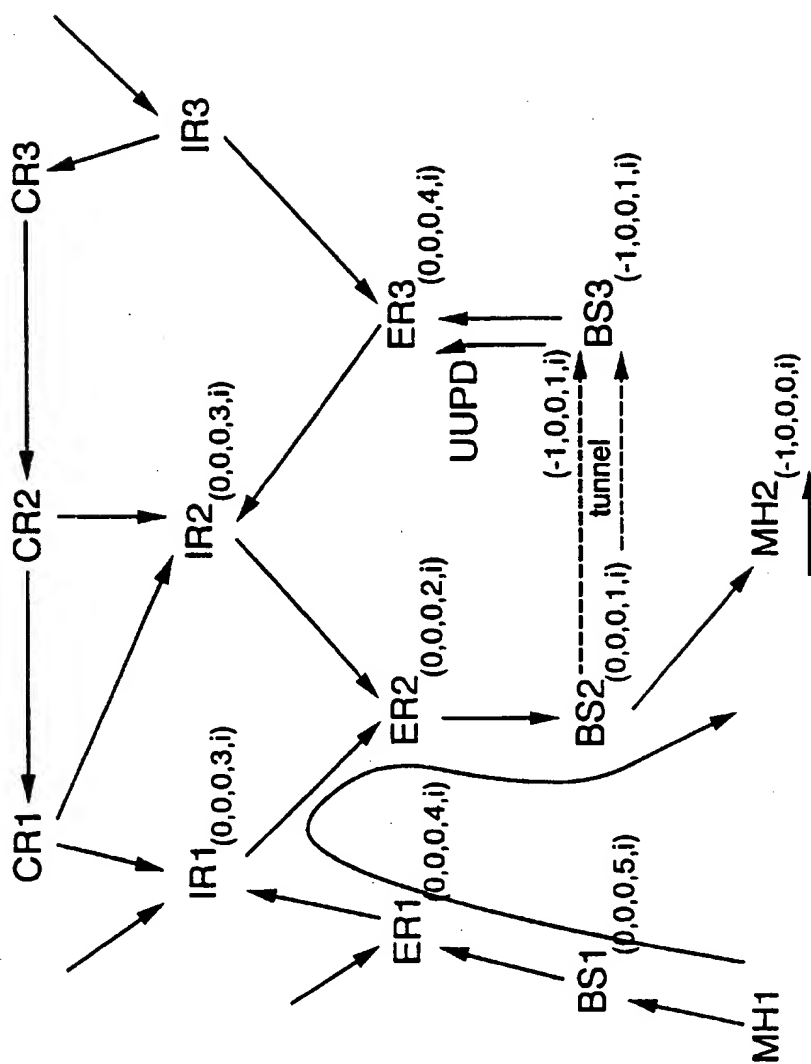 CR1
CR2
CR3
IR1(0,0,0,3,i)
IR2(0,0,0,3,i)
IR3
ER1(0,0,0,4,i)
ER2(0,0,0,2,i)
ER3(0,0,0,4,i)
UUPD
BS1(0,0,0,5,i)
BS2(0,0,0,1,i)
(-1,0,0,1,i)
tunnel
BS3(-1,0,0,1,i)
MH1
MH2(-1,0,0,0,i)